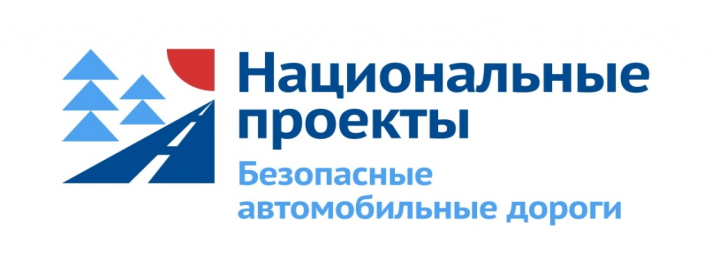 Национальные
проекты
Безопасные
автомобильные дороги